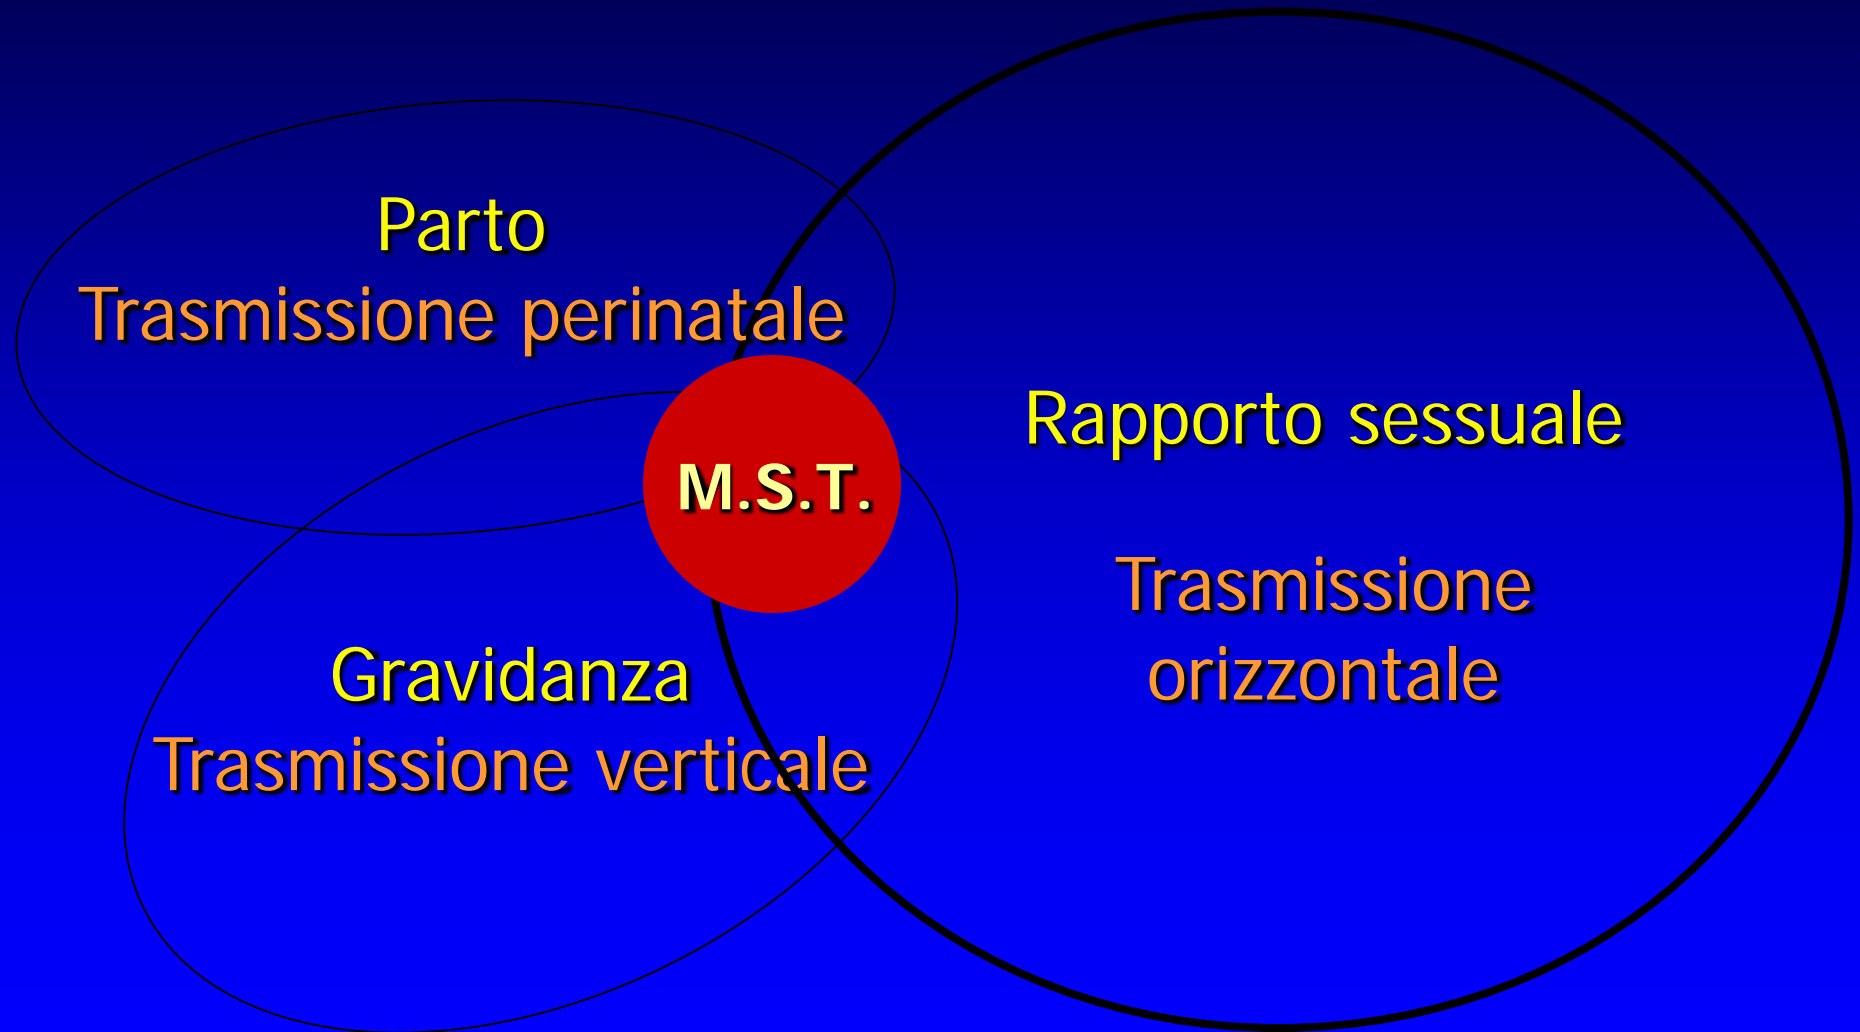 Parto
Trasmissione perinatale
M.S.T.
Gravidanza
Trasmissione verticale
Rapporto sessuale
Trasmissione
orizzontale